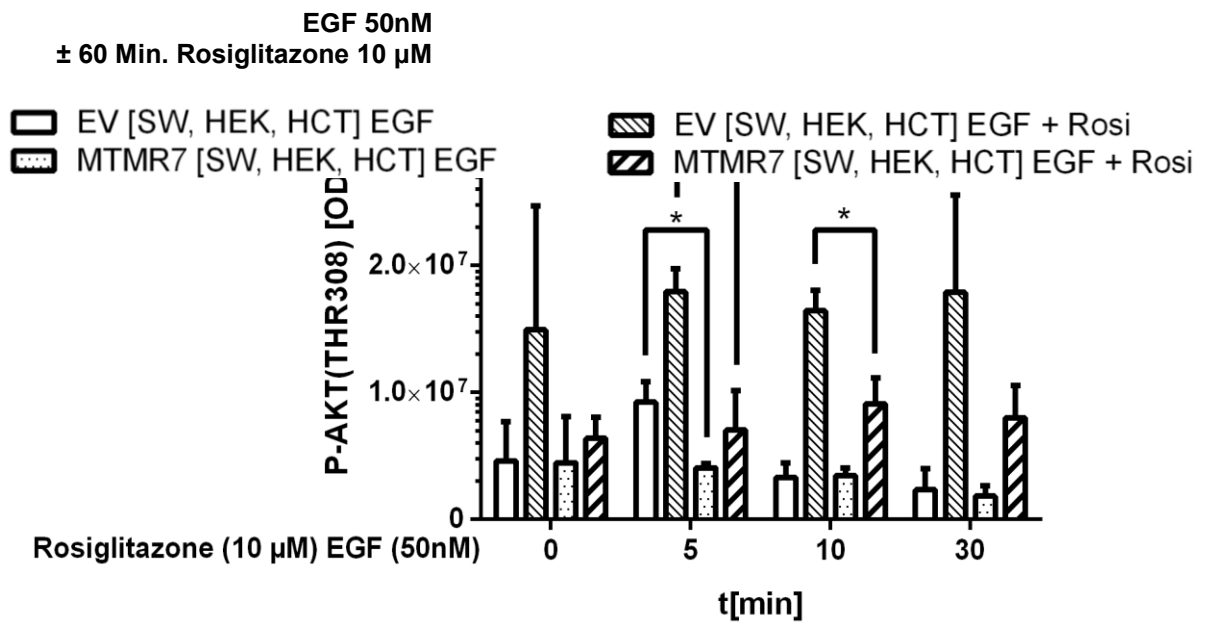 EGF 50nM
± 60 Min. Rosiglitazone 10 µM
EV [SW, HEK, HCT] EGF
MTMR7 [SW, HEK, HCT] EGF
EV [SW, HEK, HCT] EGF + Rosi
MTMR7 [SW, HEK, HCT] EGF + Rosi
P-AKT(THR308) [OD
* *
2.0×10⁷
1.0×10⁷
0
Rosiglitazone (10 µM) EGF (50nM) 0 5 10 30
t[min]